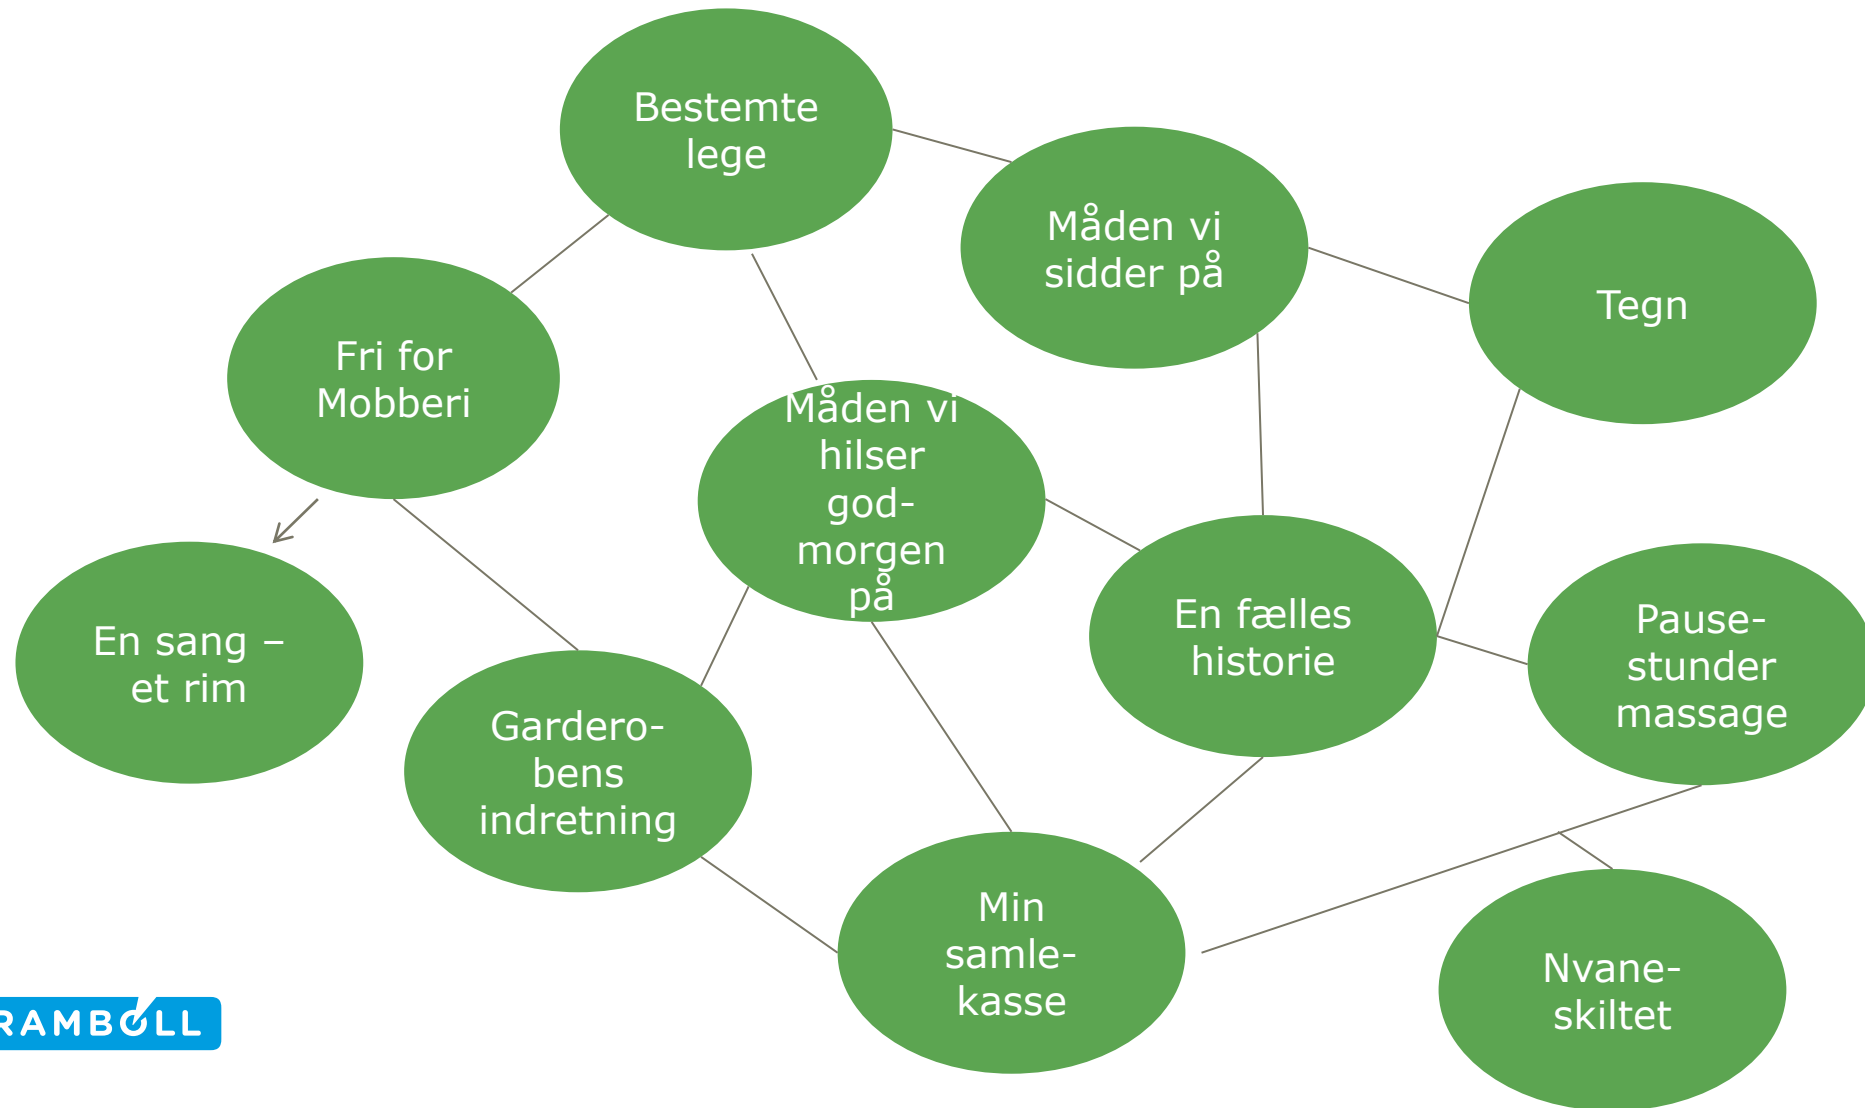 Bestemte
lege
Måden vi
sidder på
Tegn
Fri for
Mobberi
Måden vi
hilser
god-
morgen
på
En sang –
et rim
En fælles
historie
Pause-
stunder
massage
Gardero-
bens
indretning
Min
samle-
kasse
Nvane-
skiltet
RAMBOLL